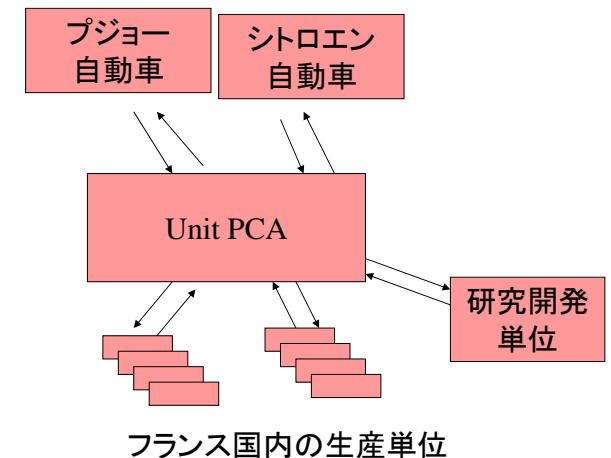 プジョー
自動車
シトロエン
自動車
Unit PCA
研究開発
単位
フランス国内の生産単位